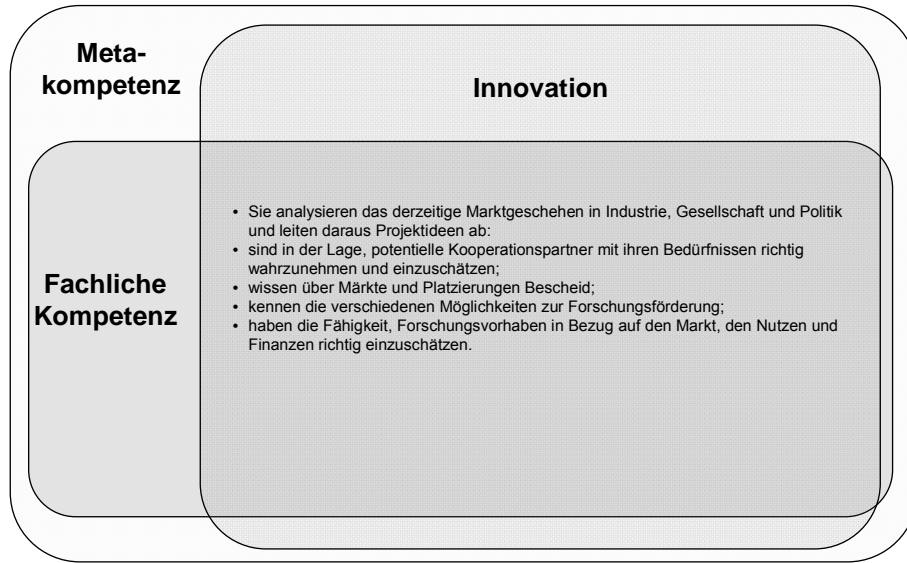 Meta-
kompetenz
Innovation
Fachliche
Kompetenz
• Sie analysieren das derzeitige Marktgeschehen in Industrie, Gesellschaft und Politik
und leiten daraus Projektideen ab:
• sind in der Lage, potentielle Kooperationspartner mit ihren Bedürfnissen richtig
wahrzunehmen und einzuschätzen;
• wissen über Märkte und Platzierungen Bescheid;
• kennen die verschiedenen Möglichkeiten zur Forschungsförderung;
• haben die Fähigkeit, Forschungsvorhaben in Bezug auf den Markt, den Nutzen und
Finanzen richtig einzuschätzen.